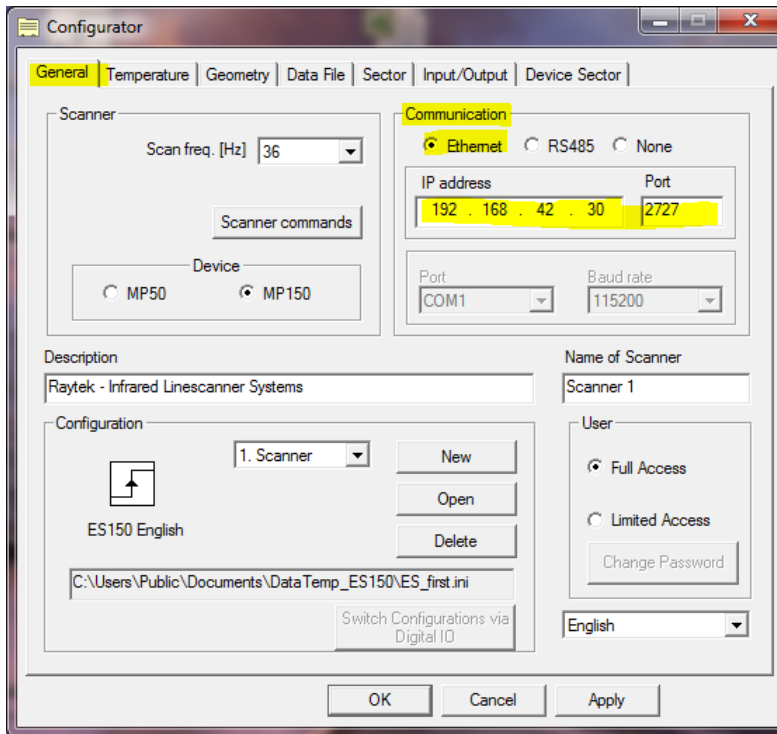 Configurator
General Temperature Geometry Data File Sector Input/Output Device Sector
Scanner
Scan freq. [Hz] 36
Scanner commands
Device
MP50 MP150
Communication
Ethernet RS485 None
IP address Port
192 . 168 . 42 . 30 2727
Port Baud rate
COM1 115200
Description
Raytek - Infrared Linescanner Systems
Name of Scanner
Scanner 1
Configuration
1. Scanner
New
Open
Delete
ES150 English
C:\Users\Public\Documents\DataTemp_ES150\ES_first.ini
Switch Configurations via
Digital IO
User
Full Access
Limited Access
Change Password
English
OK Cancel Apply